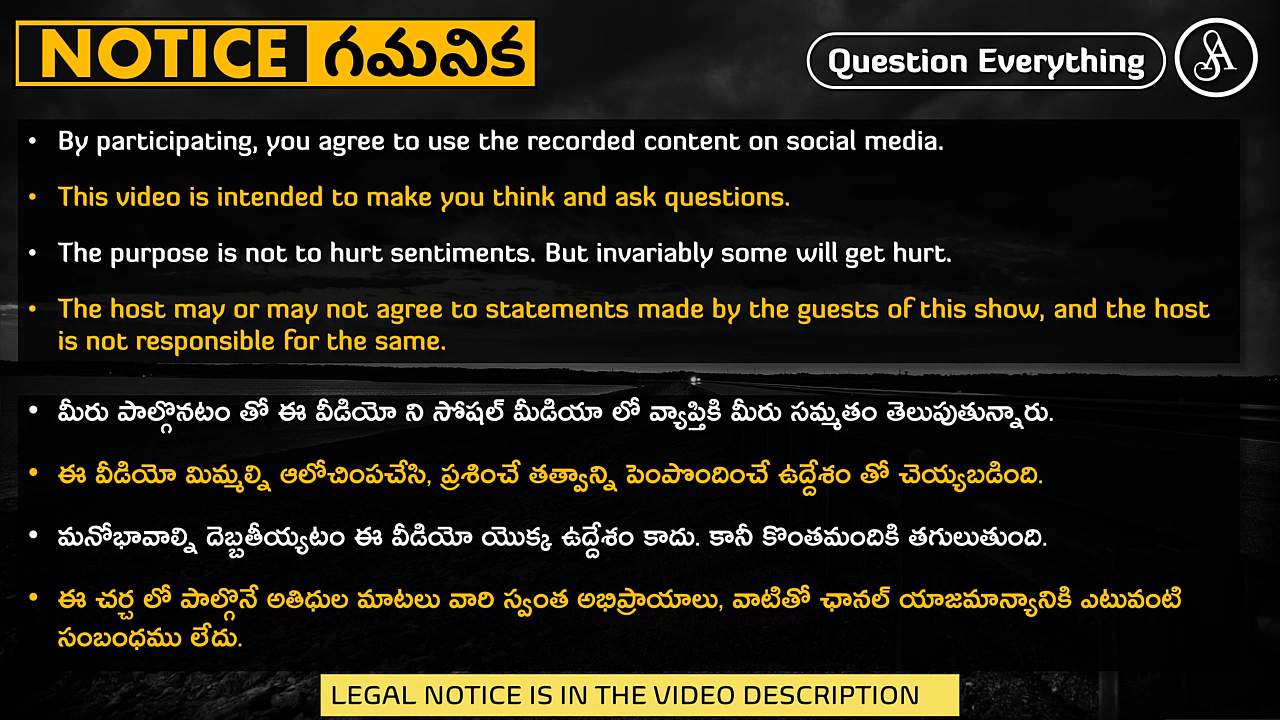 NOTICE గమనిక
Question Everything
• By participating, you agree to use the recorded content on social media.
• This video is intended to make you think and ask questions.
• The purpose is not to hurt sentiments. But invariably some will get hurt.
• The host may or may not agree to statements made by the guests of this show, and the host
is not responsible for the same.
• మీరు పాల్గొనటం తో ఈ వీడియో ని సోషల్ మీడియా లో వ్యాప్తికి మీరు సమ్మతం తెలుపుతున్నారు.
• ఈ వీడియో మిమ్మల్ని ఆలోచింపచేసి, ప్రశించే తత్వాన్ని పెంపొందించే ఉద్దేశం తో చెయ్యబడింది.
• మనోభావాల్ని దెబ్బతీయ్యటం ఈ వీడియో యొక్క ఉద్దేశం కాదు. కానీ కొంతమందికి తగులుతుంది.
• ఈ చర్చ లో పాల్గొనే అతిధుల మాటలు వారి స్వంత అభిప్రాయాలు, వాటితో ఛానల్ యాజమాన్యానికి ఎటువంటి
సంబంధము లేదు.
LEGAL NOTICE IS IN THE VIDEO DESCRIPTION